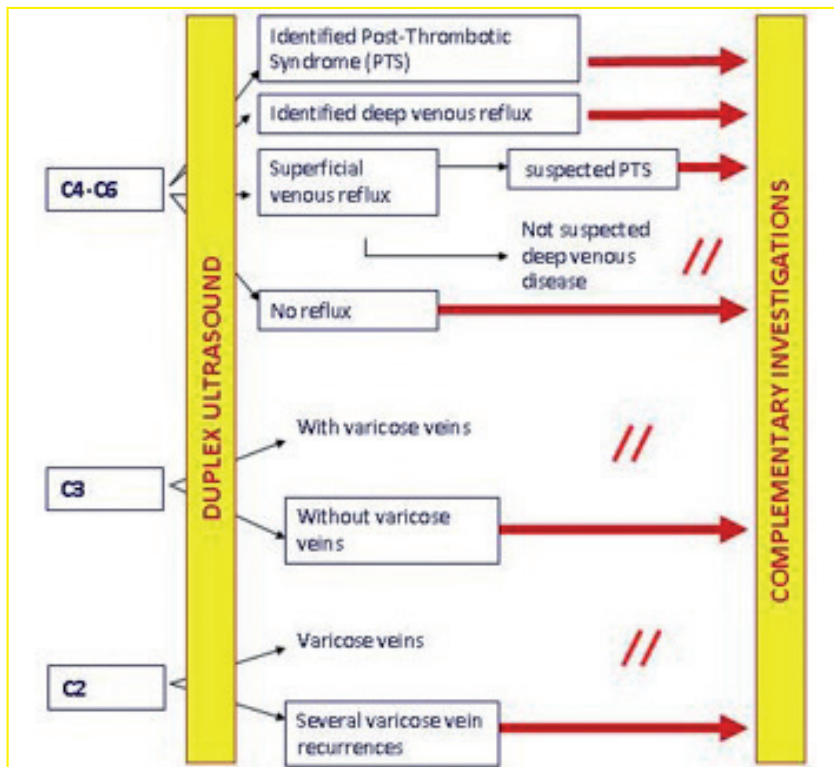 Identified Post-Thrombotic
Syndrome (PTS)
Identified deep venous reflux
C4-C6
Superficial
venous reflux
suspected PTS
Not suspected
deep venous
disease
No reflux
DUPLEX ULTRASOUND
COMPLEMENTARY INVESTIGATIONS
With varicose veins
C3
Without varicose
veins
Varicose veins
C2
Several varicose vein
recurrences